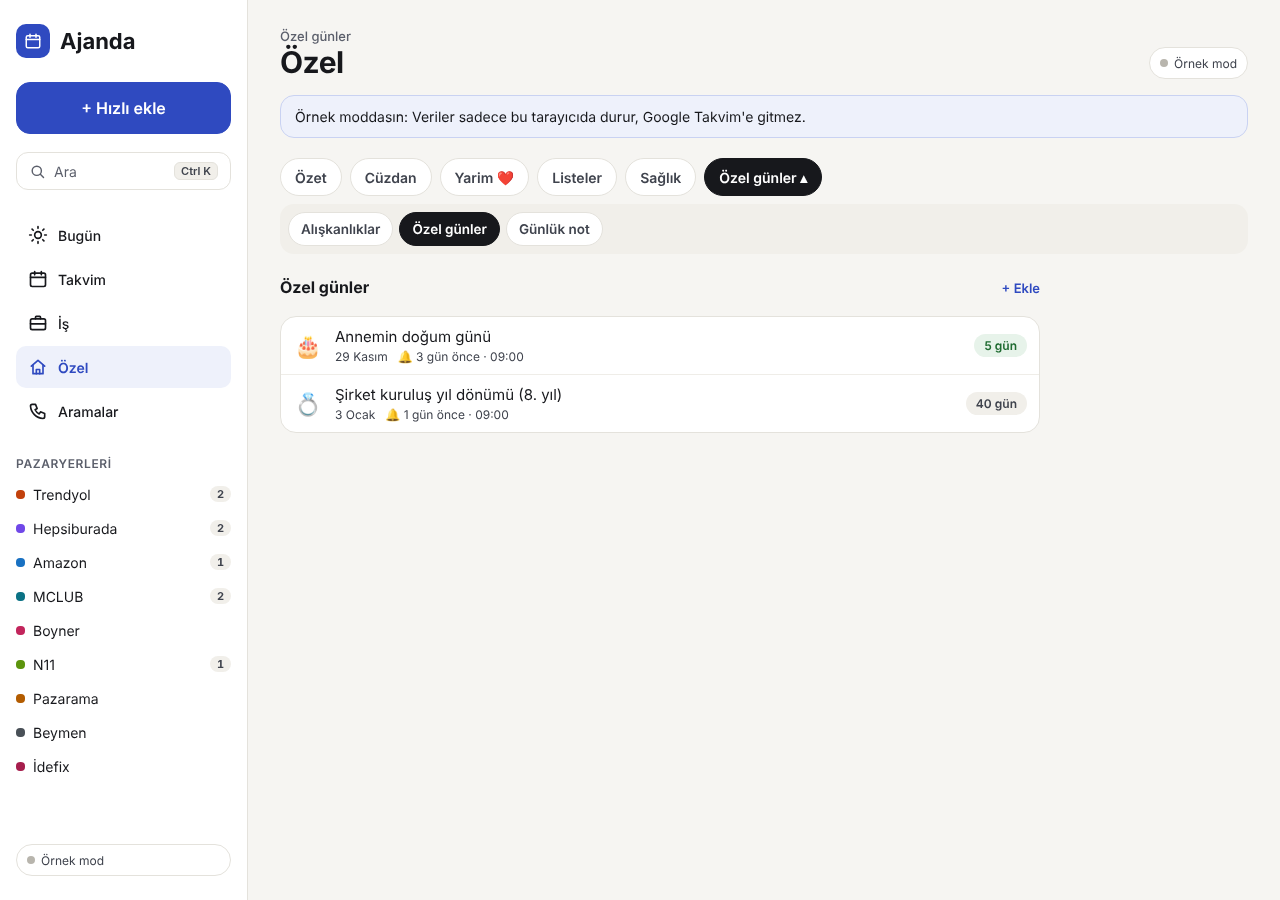 Ajanda
+ Hızlı ekle
Ara
Ctrl K
Bugün
Takvim
İş
Özel
Aramalar
PAZARYERLERİ
Trendyol 2
Hepsiburada 2
Amazon 1
MCLUB 2
Boyner
N11 1
Pazarama
Beymen
İdefix
Örnek mod
Özel günler
Özel
Örnek mod
Örnek moddasın: Veriler sadece bu tarayıcıda durur, Google Takvim'e gitmez.
Özet Cüzdan Yarim ❤️ Listeler Sağlık Özel günler ▴
Alışkanlıklar Özel günler Günlük not
Özel günler + Ekle
Annemin doğum günü
29 Kasım 🔔 3 gün önce · 09:00
5 gün
Şirket kuruluş yıl dönümü (8. yıl)
3 Ocak 🔔 1 gün önce · 09:00
40 gün